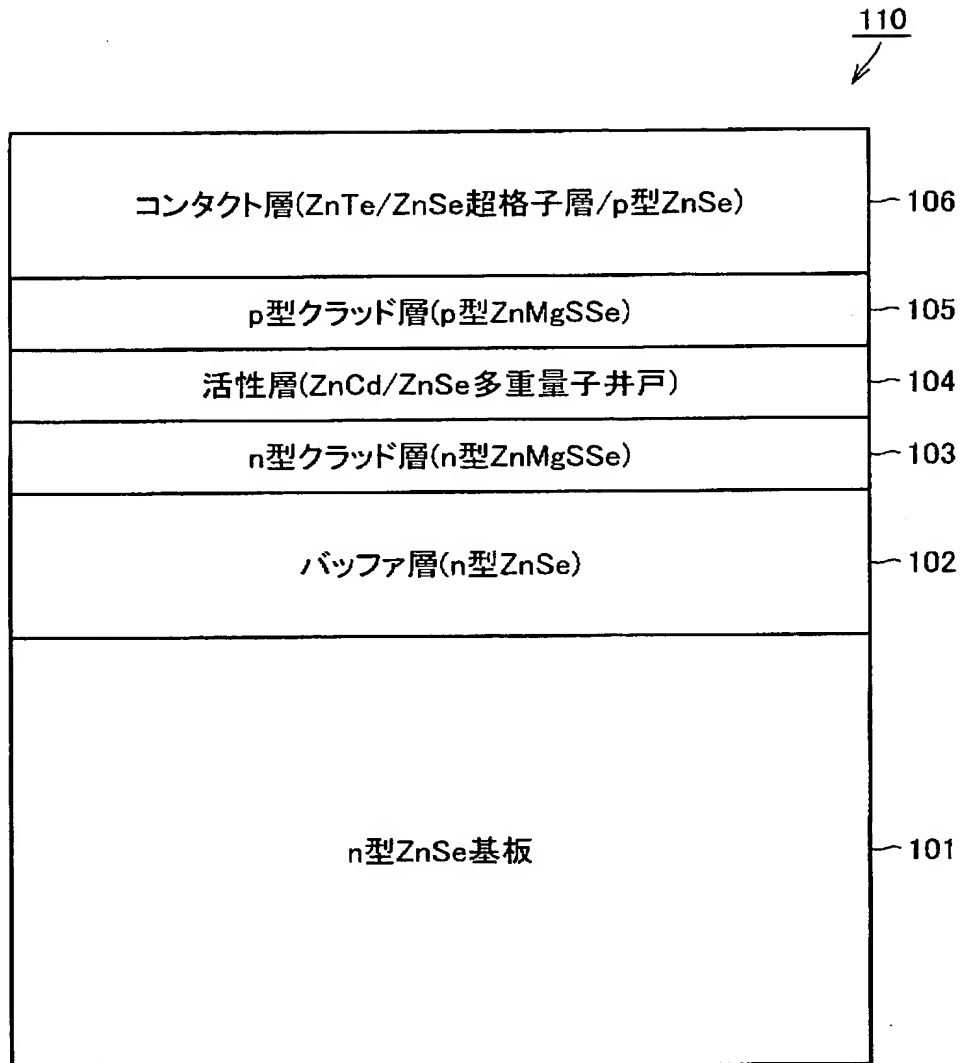 110
コンタクト層(ZnTe/ZnSe超格子層/p型ZnSe)
106
p型クラッド層(p型ZnMgSSe)
105
活性層(ZnCd/ZnSe多重量子井戸)
104
n型クラッド層(n型ZnMgSSe)
103
バッファ層(n型ZnSe)
102
n型ZnSe基板
101